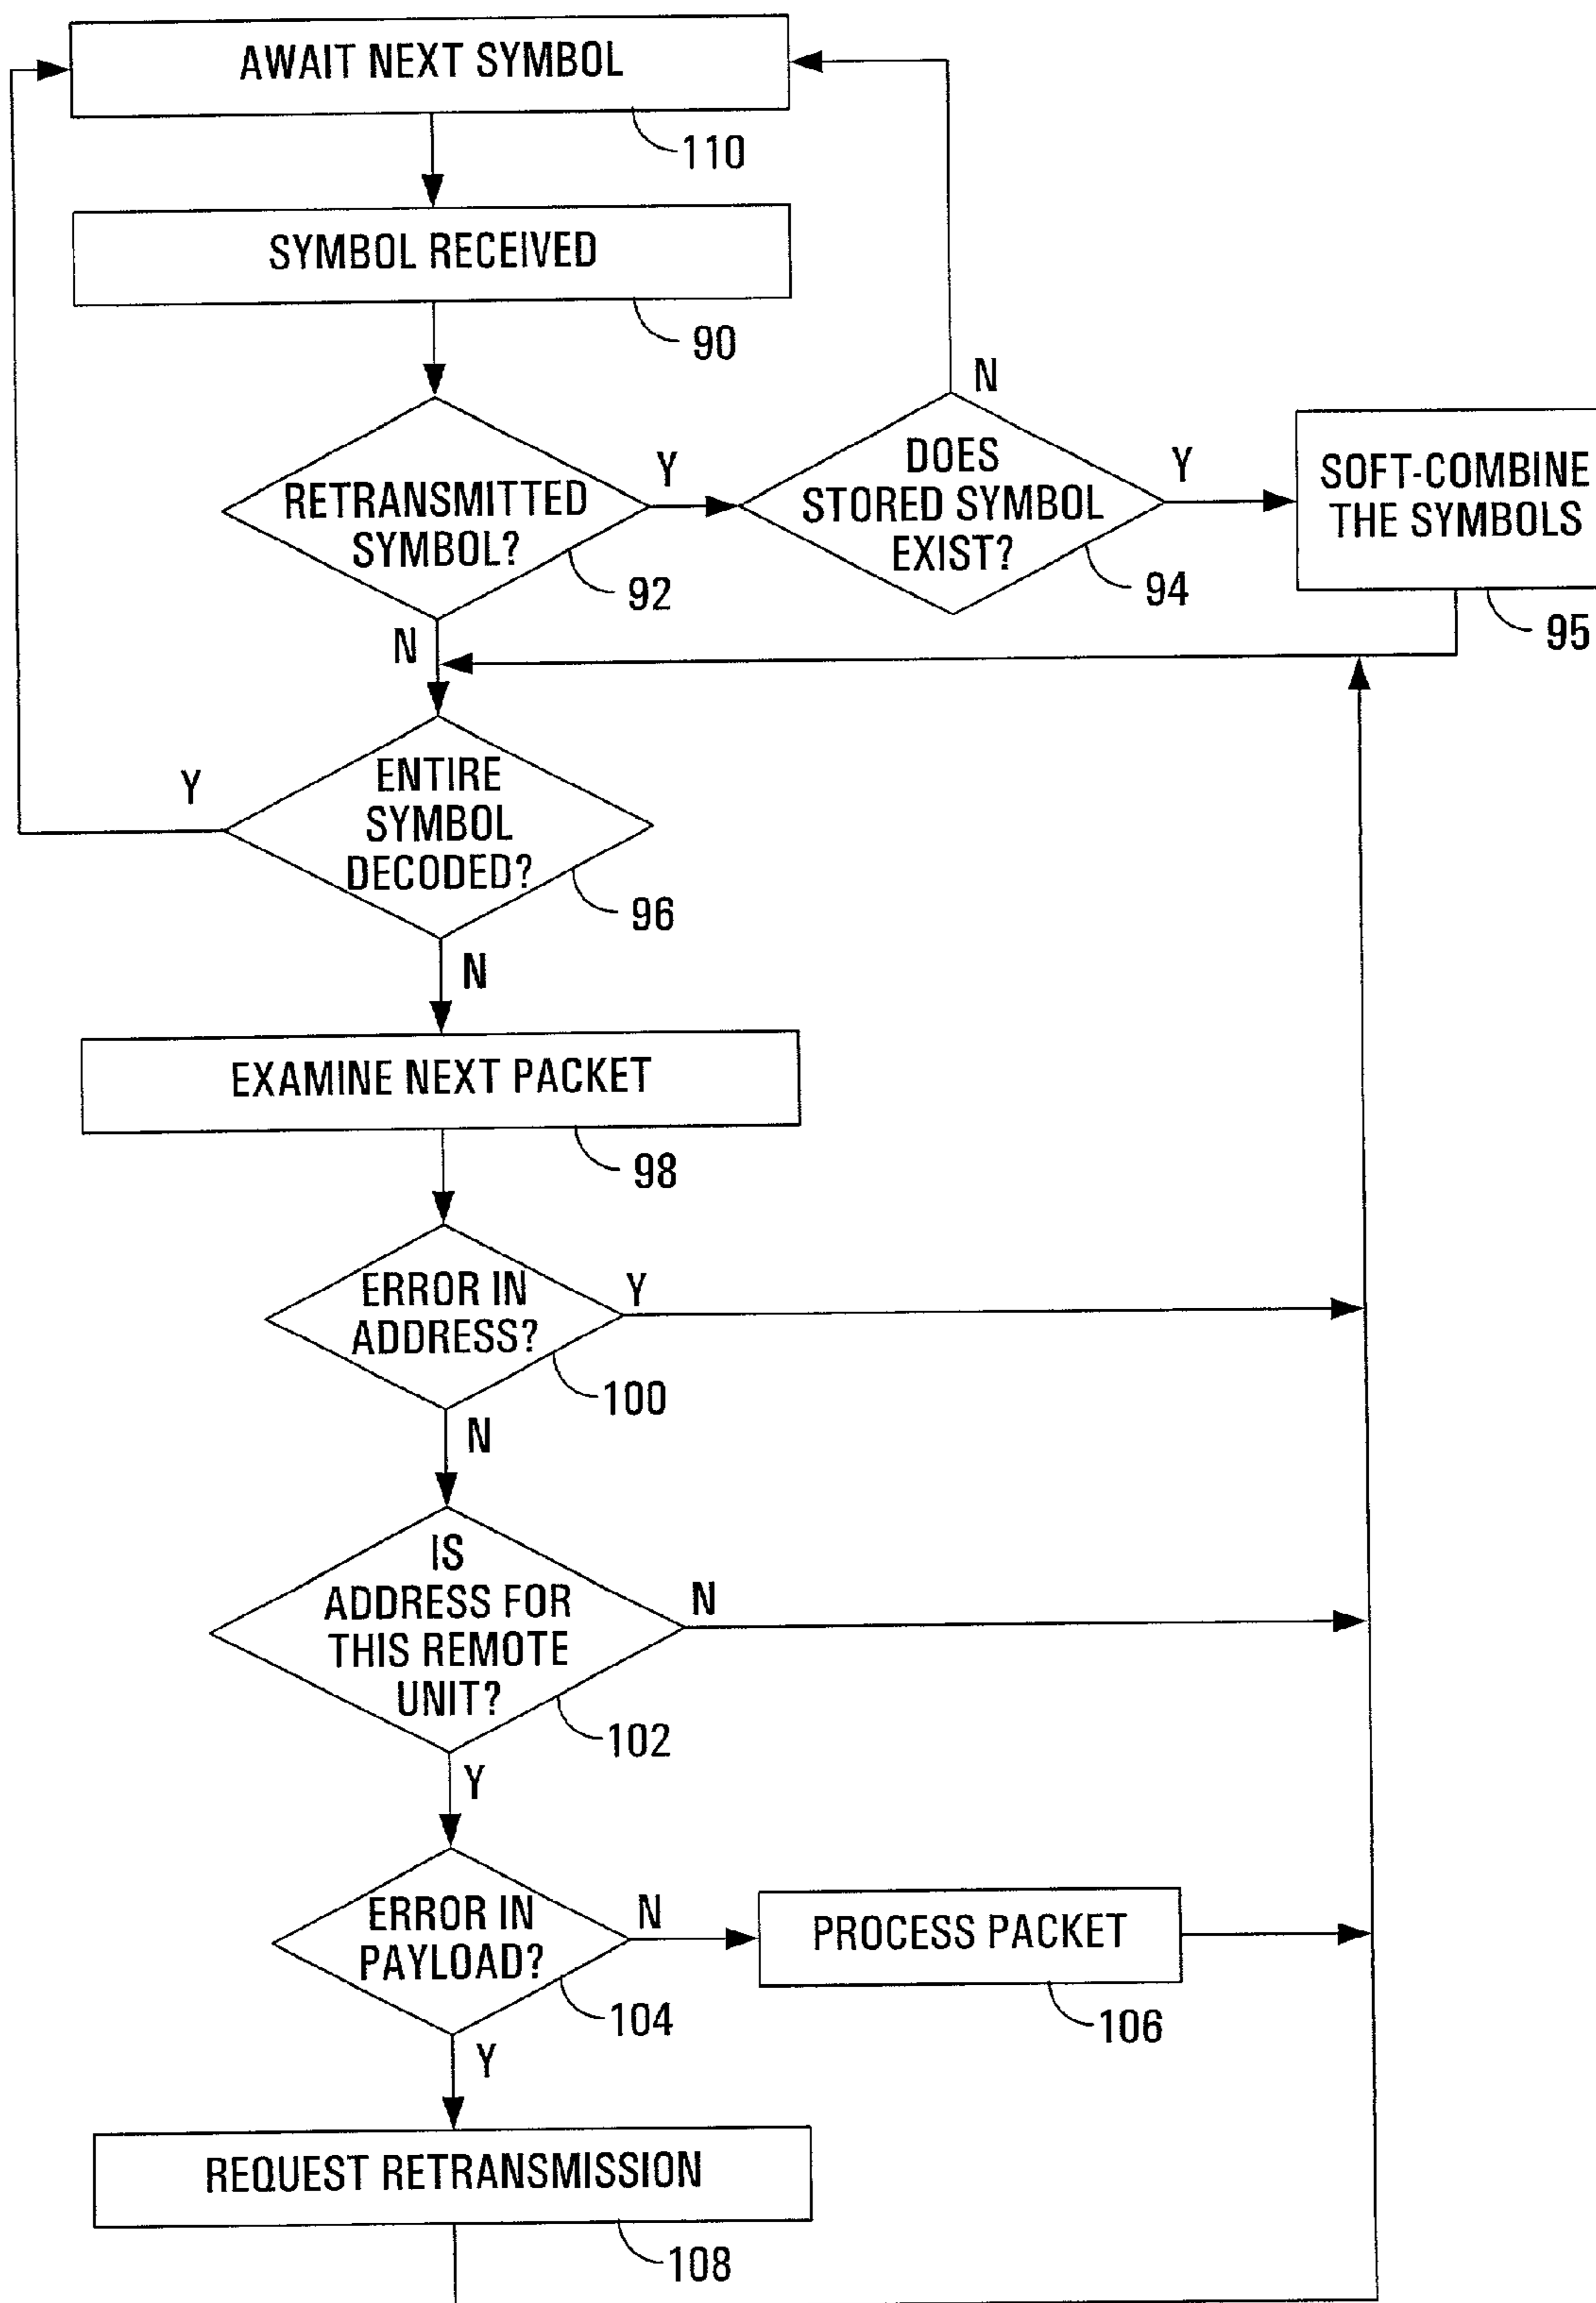 AWAIT NEXT SYMBOL
110
SYMBOL RECEIVED
90
RETRANSMITTED
SYMBOL?
92
Y
N
DOES
STORED SYMBOL
EXIST?
94
N
Y
SOFT-COMBINE
THE SYMBOLS
95
ENTIRE
SYMBOL
DECODED?
96
Y
N
EXAMINE NEXT PACKET
98
ERROR IN
ADDRESS?
100
Y
N
IS
ADDRESS FOR
THIS REMOTE
UNIT?
102
N
Y
ERROR IN
PAYLOAD?
104
N
PROCESS PACKET
106
Y
REQUEST RETRANSMISSION
108